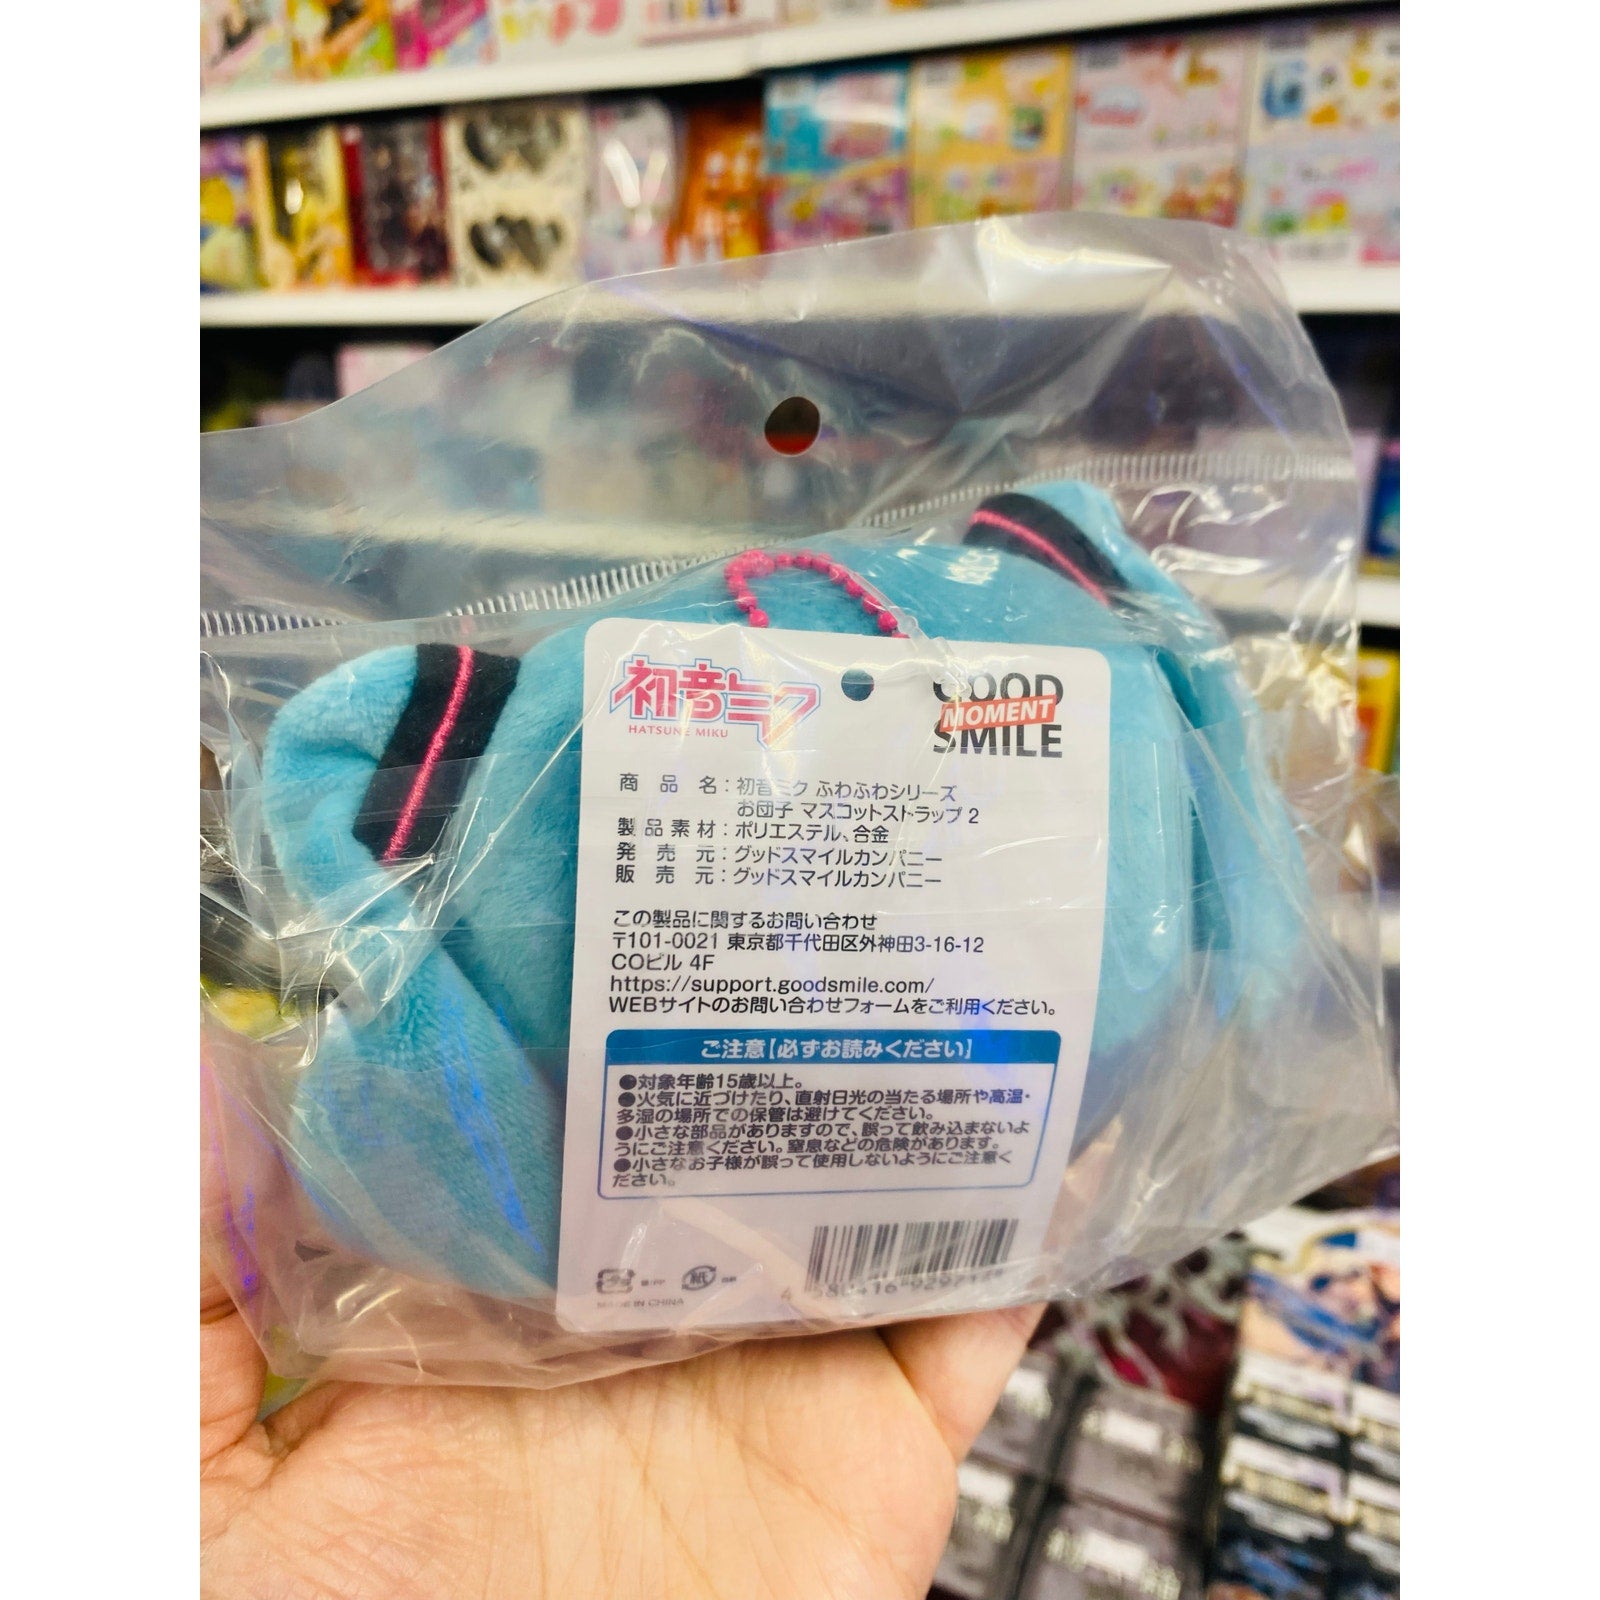 初音ミク
HATSUNE MIKU
GOOD
MOMENT
SMILE
商品名：初音ミク ふわふわシリーズ
お団子 マスコットストラップ 2
製品素材：ポリエステル、合金
発売元：グッドスマイルカンパニー
販売元：グッドスマイルカンパニー
この製品に関するお問い合わせ
〒101-0021 東京都千代田区外神田3-16-12
COビル 4F
https://support.goodsmile.com/
WEBサイトのお問い合わせフォームをご利用ください。
ご注意【必ずお読みください】
●対象年齢15歳以上。
●火気に近づけたり、直射日光の当たる場所や高温・
多湿の場所での保管は避けてください。
●小さな部品がありますので、誤って飲み込まないよ
うにご注意ください。窒息などの危険があります。
●小さなお子様が誤って使用しないようにご注意く
ださい。
紙
MADE IN CHINA